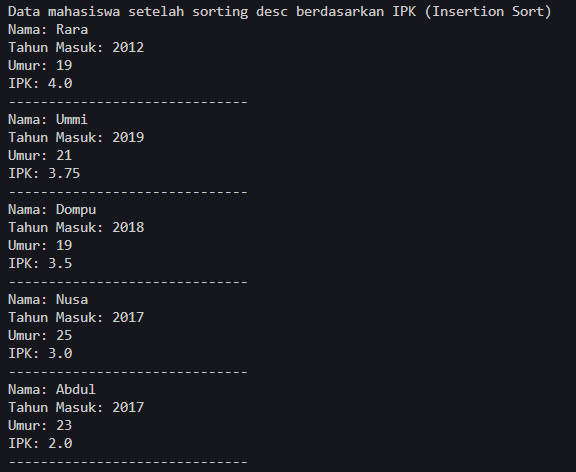 Data mahasiswa setelah sorting desc berdasarkan IPK (Insertion Sort)
Nama: Rara
Tahun Masuk: 2012
Umur: 19
IPK: 4.0
------------------------------
Nama: Ummi
Tahun Masuk: 2019
Umur: 21
IPK: 3.75
------------------------------
Nama: Dompu
Tahun Masuk: 2018
Umur: 19
IPK: 3.5
------------------------------
Nama: Nusa
Tahun Masuk: 2017
Umur: 25
IPK: 3.0
------------------------------
Nama: Abdul
Tahun Masuk: 2017
Umur: 23
IPK: 2.0
------------------------------